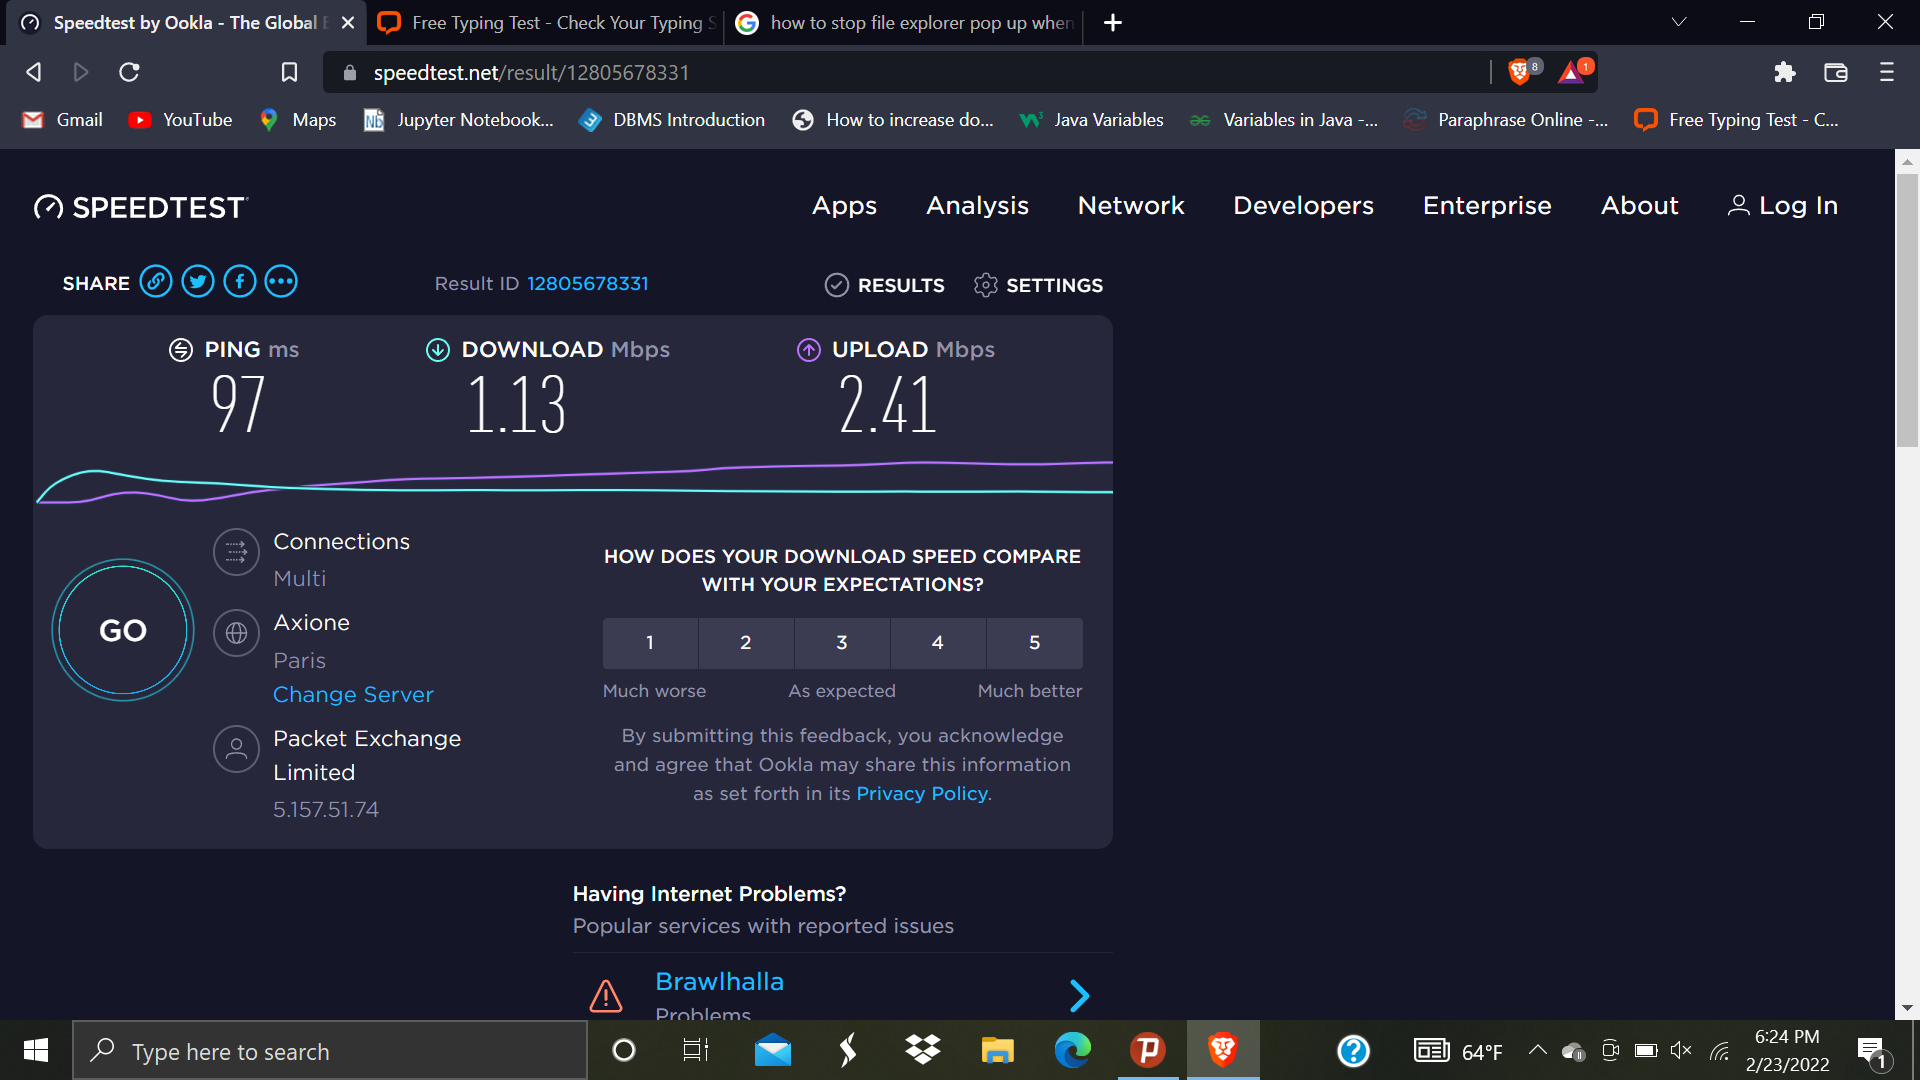 Speedtest by Ookla - The Global
Free Typing Test - Check Your Typing S
how to stop file explorer pop up when
speedtest.net/result/12805678331
8
1
Gmail
YouTube
Maps
Nb
Jupyter Notebook...
DBMS Introduction
How to increase do...
Java Variables
Variables in Java -...
Paraphrase Online -...
Free Typing Test - C...
SPEEDTEST
Apps
Analysis
Network
Developers
Enterprise
About
Log In
SHARE
Result ID 12805678331
RESULTS
SETTINGS
PING ms
DOWNLOAD Mbps
UPLOAD Mbps
97
1.13
2.41
GO
Connections
Multi
Axione
Paris
Change Server
Packet Exchange
Limited
5.157.51.74
HOW DOES YOUR DOWNLOAD SPEED COMPARE
WITH YOUR EXPECTATIONS?
1
2
3
4
5
Much worse
As expected
Much better
By submitting this feedback, you acknowledge
and agree that Ookla may share this information
as set forth in its Privacy Policy.
Having Internet Problems?
Popular services with reported issues
Brawlhalla
Problems
Type here to search
64°F
6:24 PM
2/23/2022
1